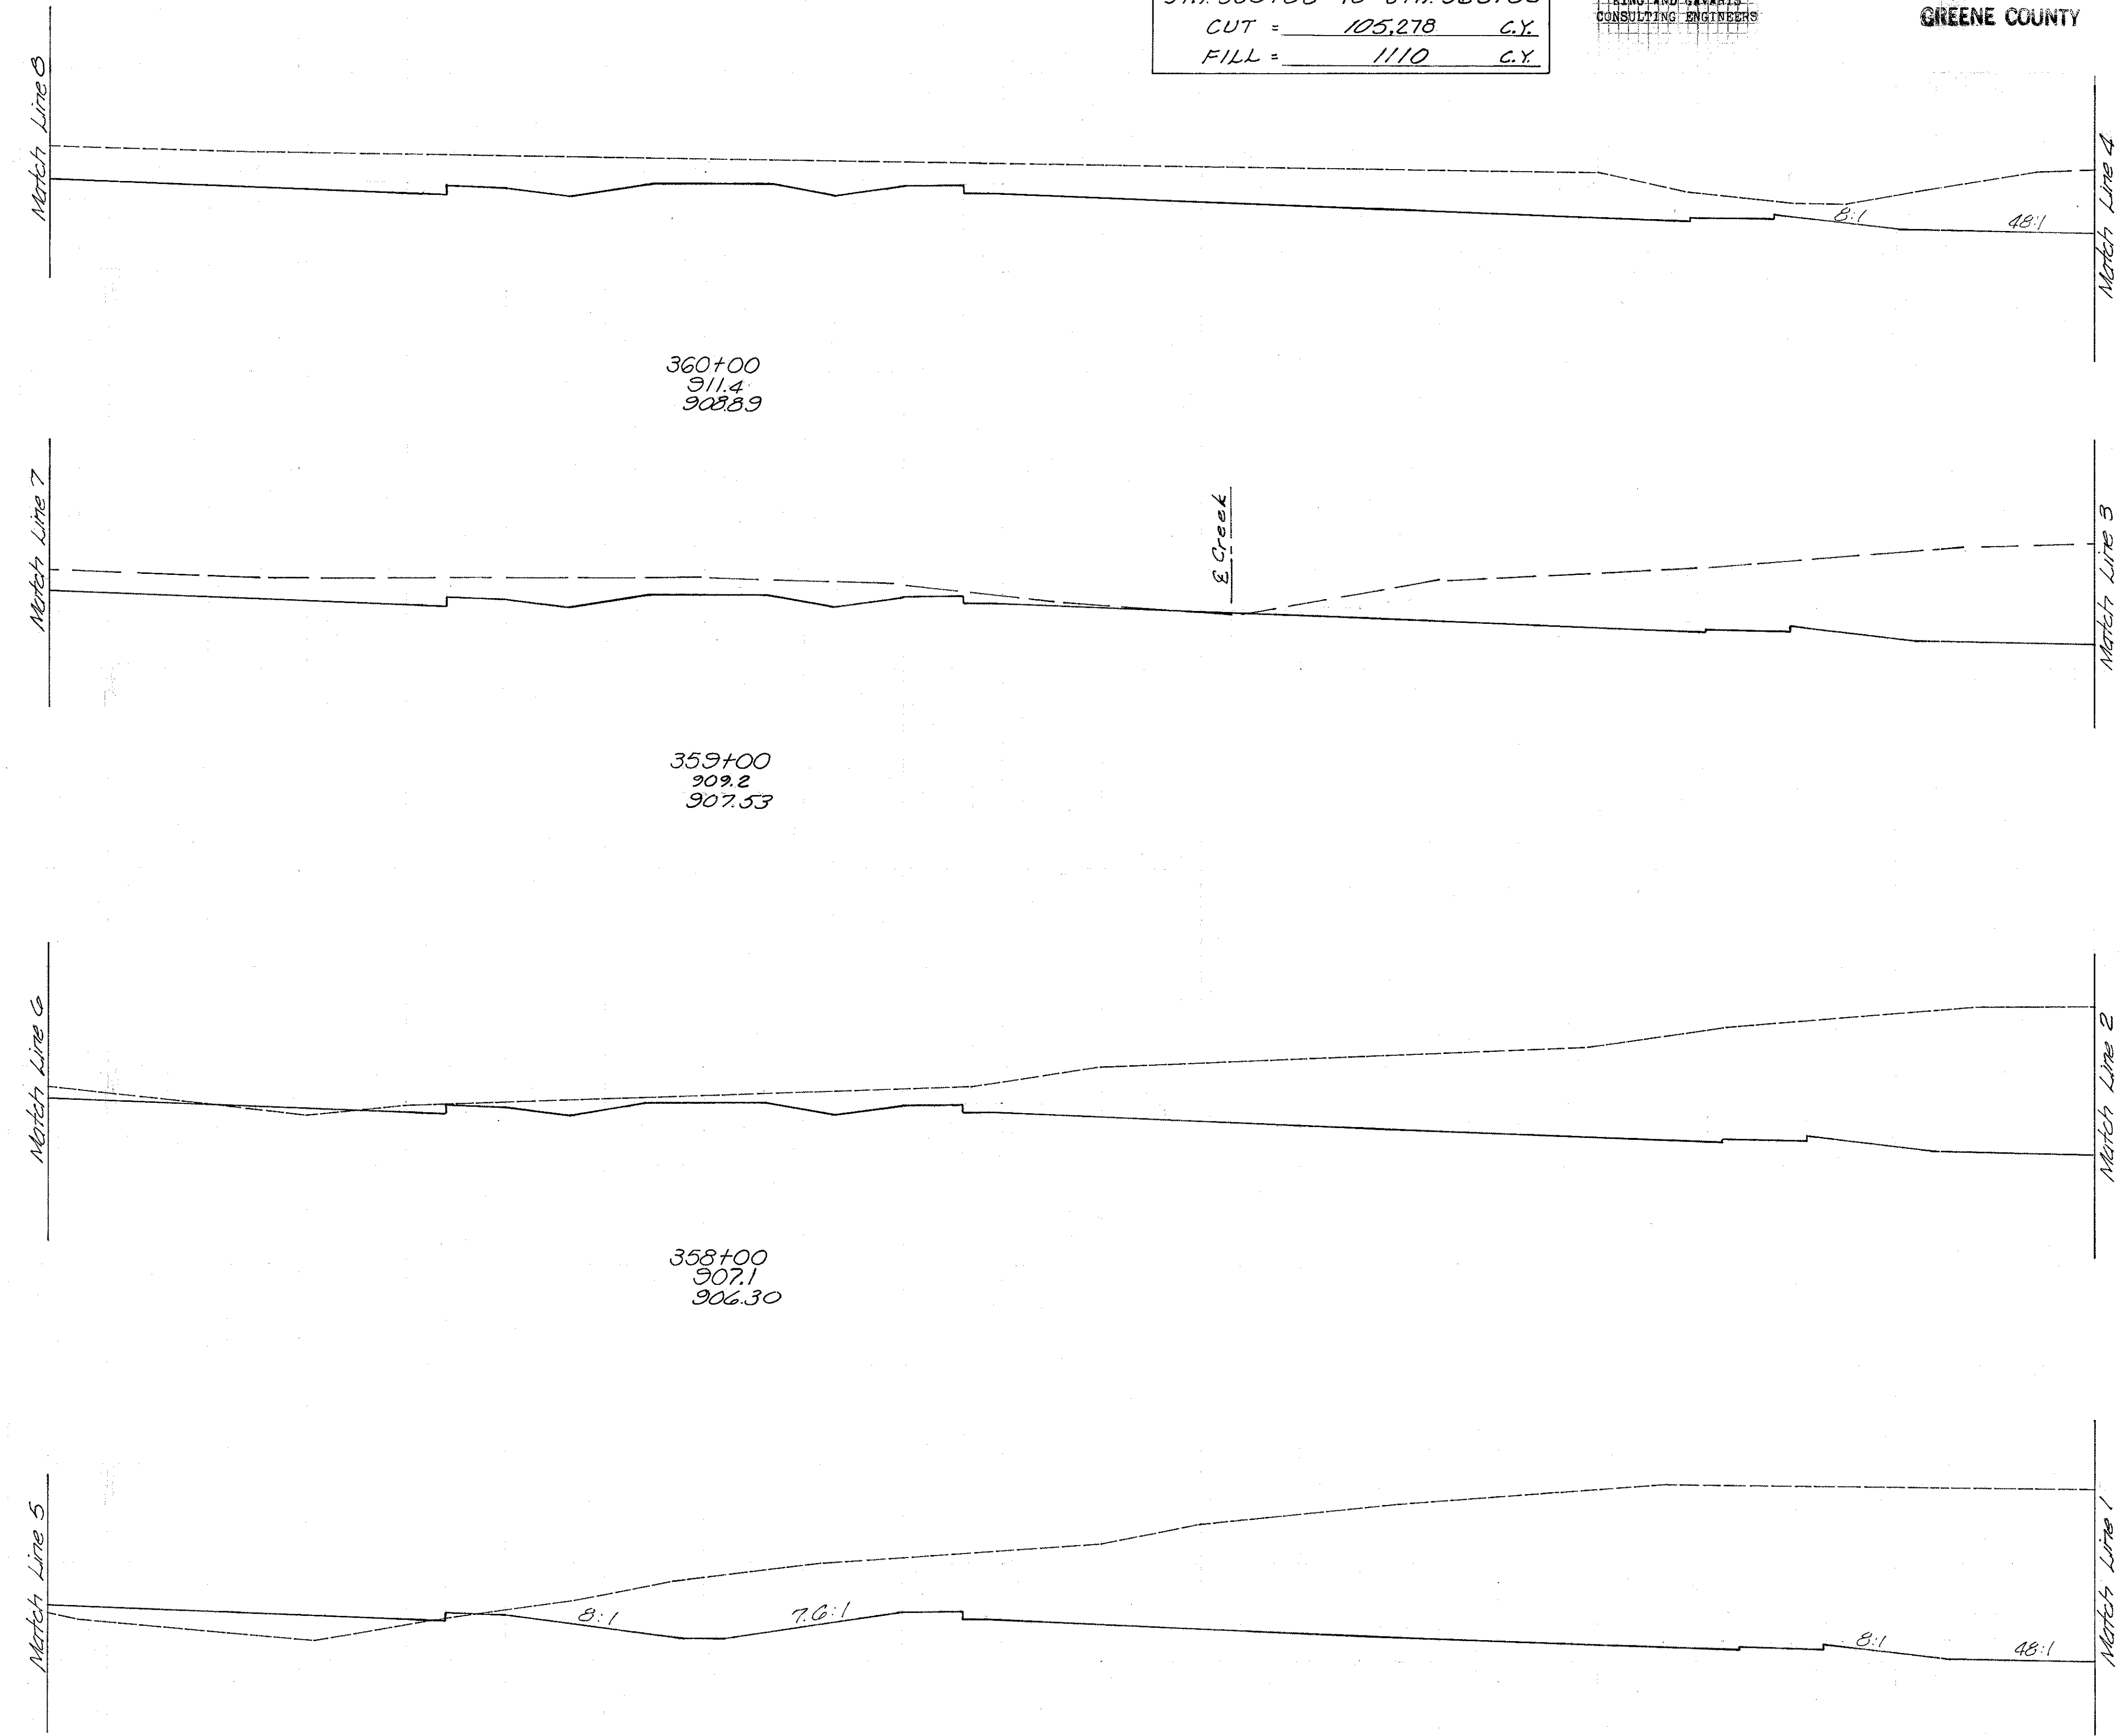 CUT = 105,278 C.Y.
FILL = 1110 C.Y.
CONSULTING ENGINEERS
GREENE COUNTY
Match Line 8
Match Line 4
8:1
48:1
360+00
911.4
908.89
Match Line 7
℄ Creek
Match Line 3
359+00
909.2
907.53
Match Line 6
Match Line 2
358+00
907.1
906.30
Match Line 5
8:1
7.6:1
8:1
48:1
Match Line 1